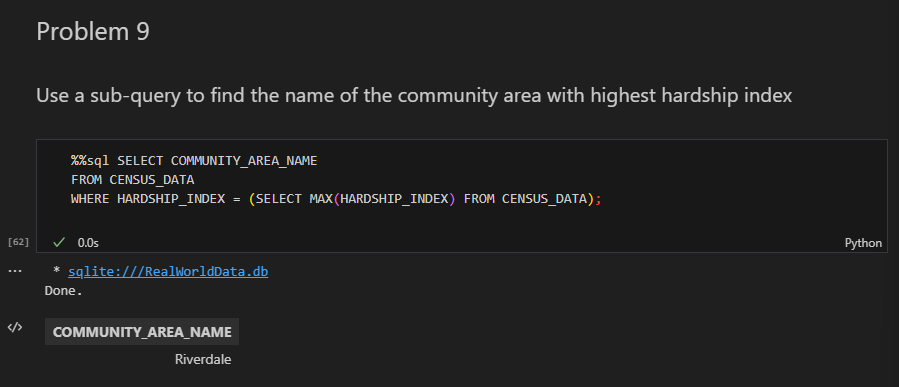 Problem 9
Use a sub-query to find the name of the community area with highest hardship index
%%sql SELECT COMMUNITY_AREA_NAME
FROM CENSUS_DATA
WHERE HARDSHIP_INDEX = (SELECT MAX(HARDSHIP_INDEX) FROM CENSUS_DATA);
[62] ✓ 0.0s Python
... * sqlite:///RealWorldData.db
Done.
</> COMMUNITY_AREA_NAME
Riverdale